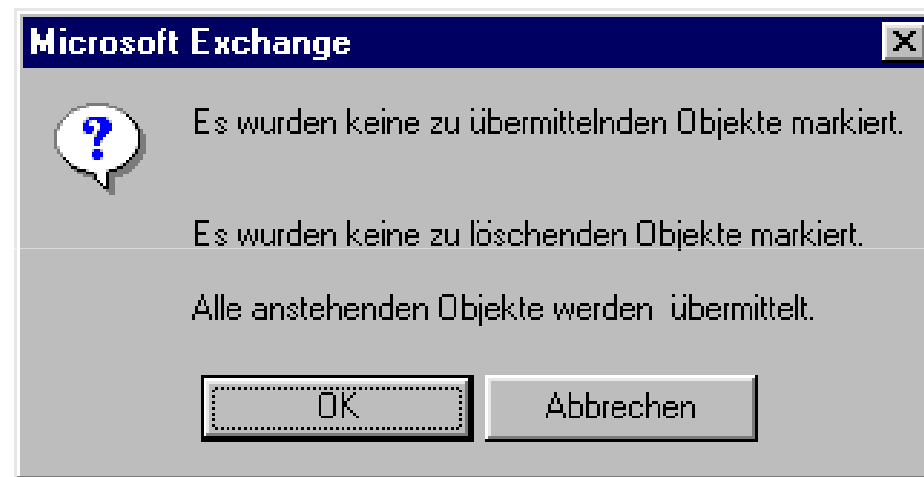 Microsoft Exchange
?
Es wurden keine zu übermittelnden Objekte markiert.
Es wurden keine zu löschenden Objekte markiert.
Alle anstehenden Objekte werden  übermittelt.
OK
Abbrechen